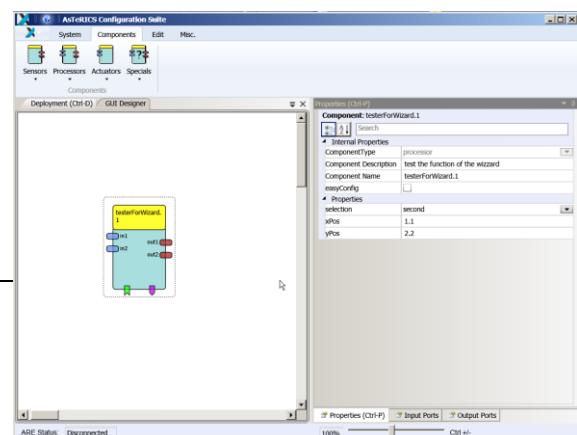 AsTeRICS Configuration Suite
System Components Edit Misc.
Sensors Processors Actuators Specials
Components
Deployment (Ctrl-D) GUI Designer
Properties (Ctrl-P)
Component: testerForWizard.1
Search
Internal Properties
ComponentType processor
Component Description test the function of the wizzard
Component Name testerForWizard.1
easyConfig
Properties
selection second
xPos 1.1
yPos 2.2
testerForWizard.
1
in1
out1
in2
out2
Properties (Ctrl-P) Input Ports Output Ports
ARE Status: Disconnected 100% Ctrl +/-